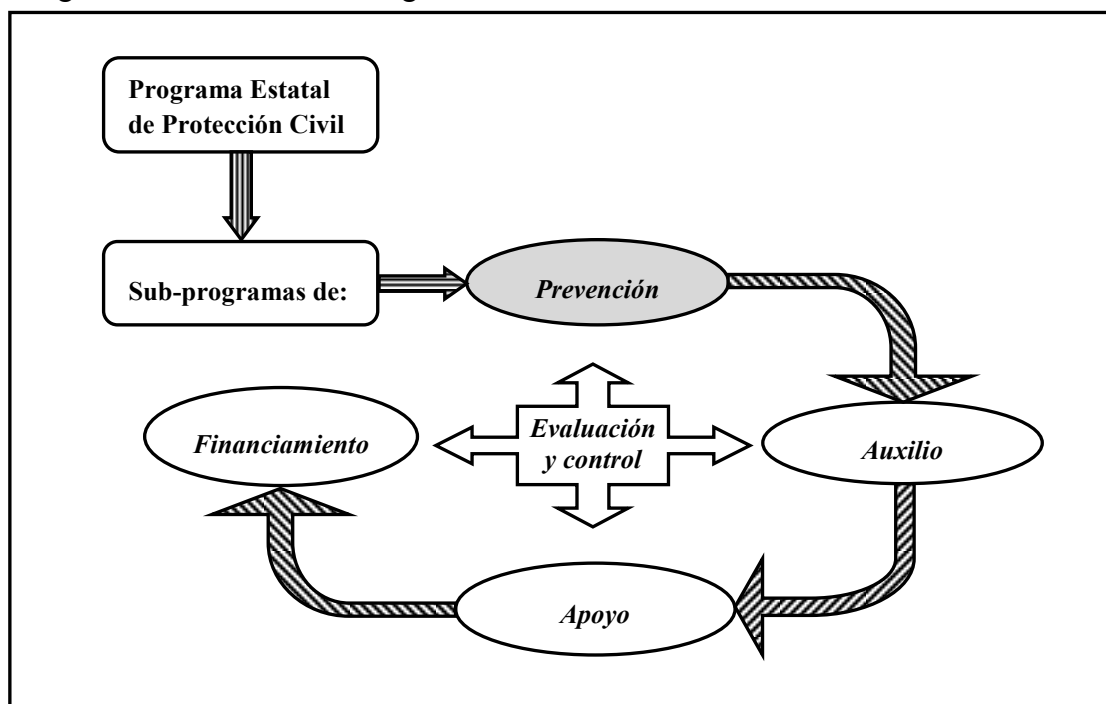 Programa Estatal
de Protección Civil
Sub-programas de:
Prevención
Financiamiento
Evaluación
y control
Auxilio
Apoyo